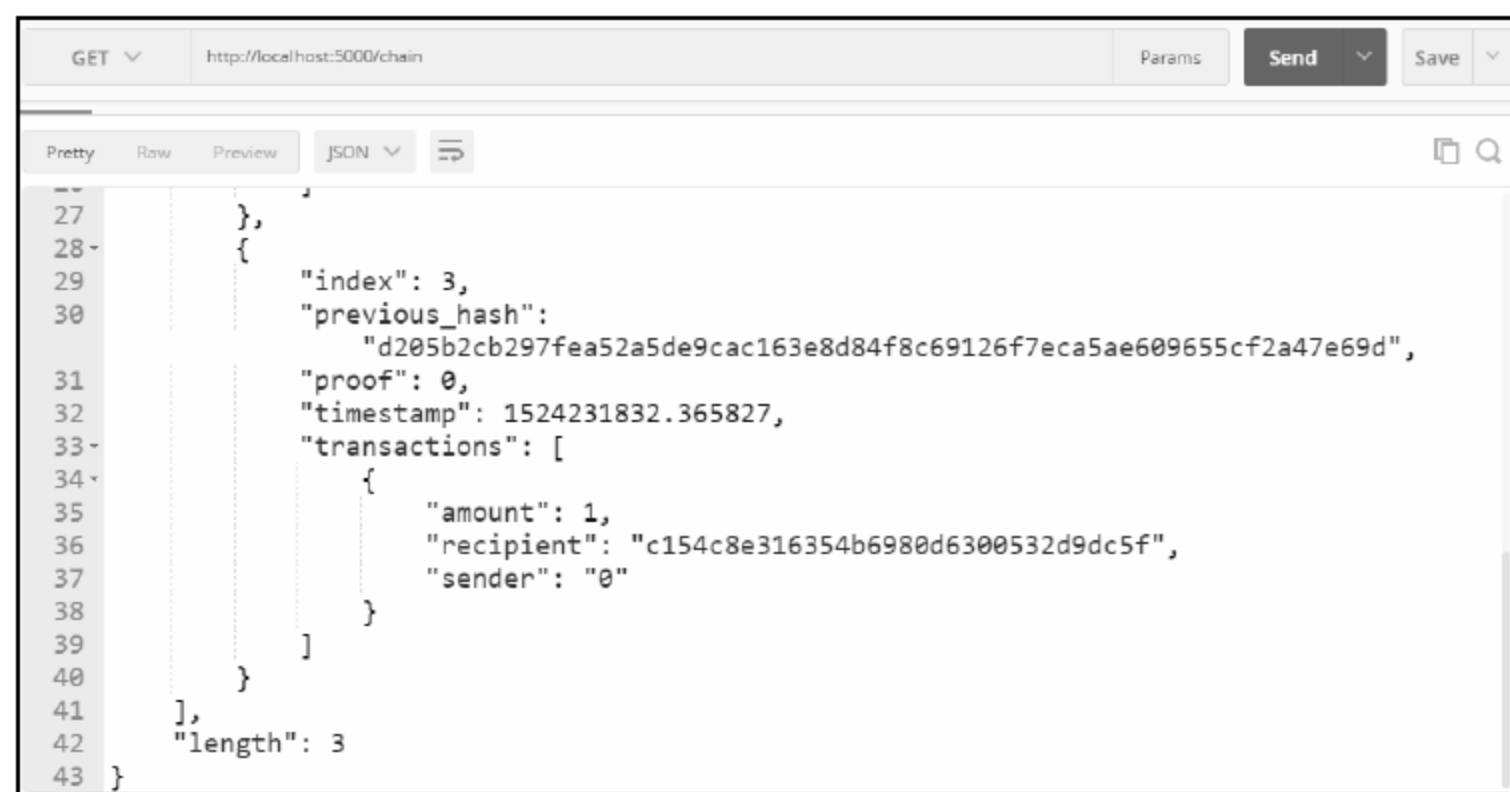 GET http://localhost:5000/chain Params Send Save
Pretty Raw Preview JSON
27 },
28 {
29 "index": 3,
30 "previous_hash":
"d205b2cb297fea52a5de9cac163e8d84f8c69126f7eca5ae609655cf2a47e69d",
31 "proof": 0,
32 "timestamp": 1524231832.365827,
33 "transactions": [
34 {
35 "amount": 1,
36 "recipient": "c154c8e316354b6980d6300532d9dc5f",
37 "sender": "0"
38 }
39 ]
40 }
41 ],
42 "length": 3
43 }